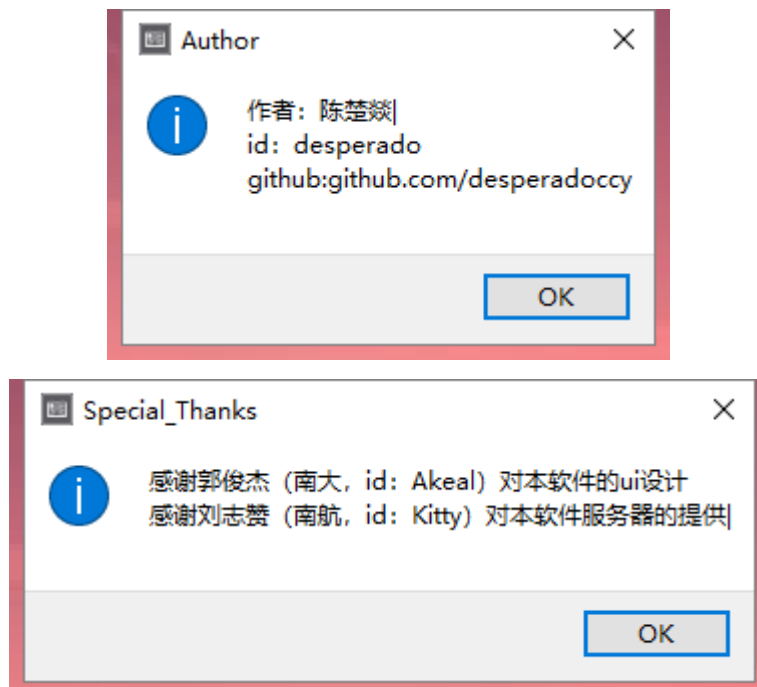 Author
作者：陈楚燚
id：desperado
github:github.com/desperadoccy
OK
Special_Thanks
感谢郭俊杰（南大，id：Akeal）对本软件的ui设计
感谢刘志赞（南航，id：Kitty）对本软件服务器的提供
OK